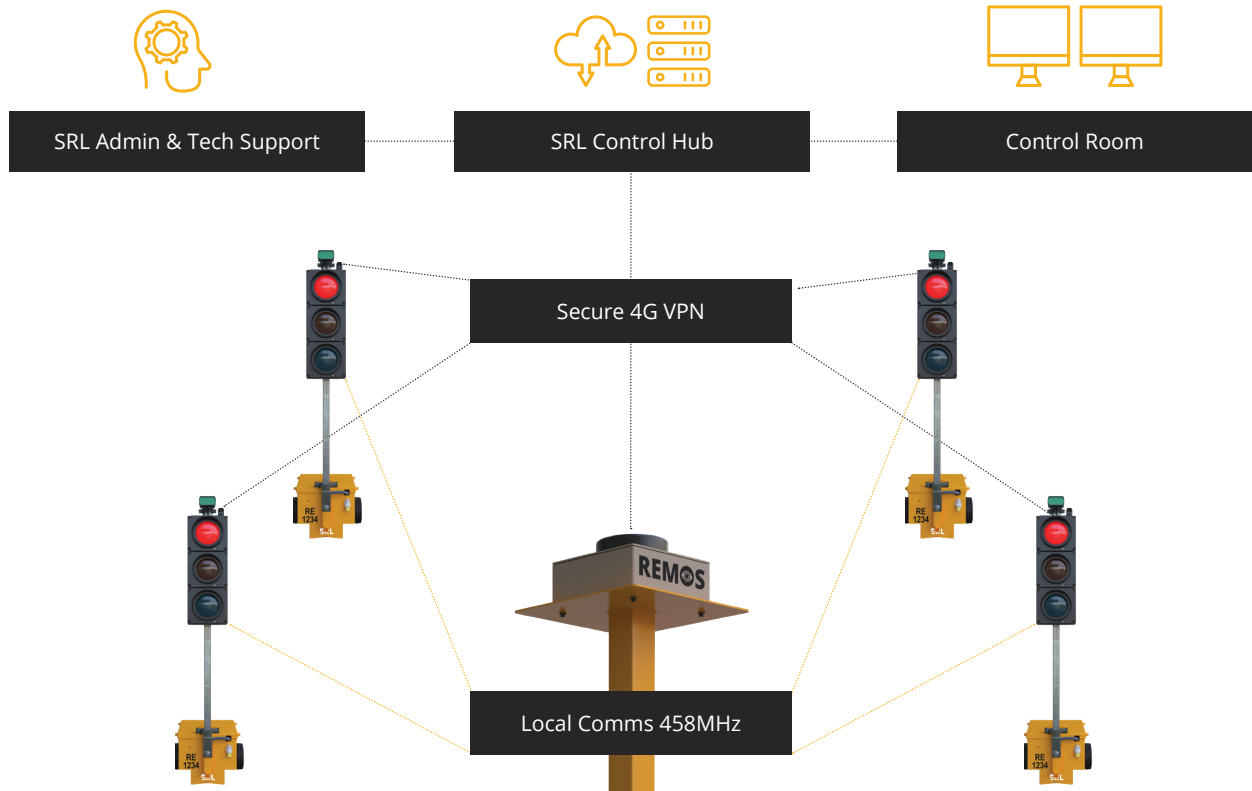 SRL Admin & Tech Support
SRL Control Hub
Control Room
Secure 4G VPN
RE
1234
SRL
RE
1234
SRL
REMOS
Local Comms 458MHz
RE
1234
SRL
RE
1234
SRL